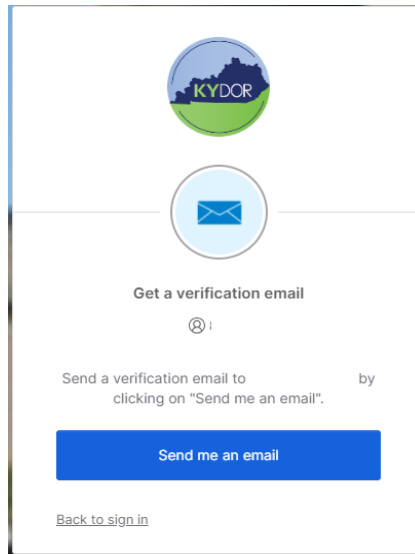 KYDOR
Get a verification email
Send a verification email to by
clicking on "Send me an email".
Send me an email
Back to sign in